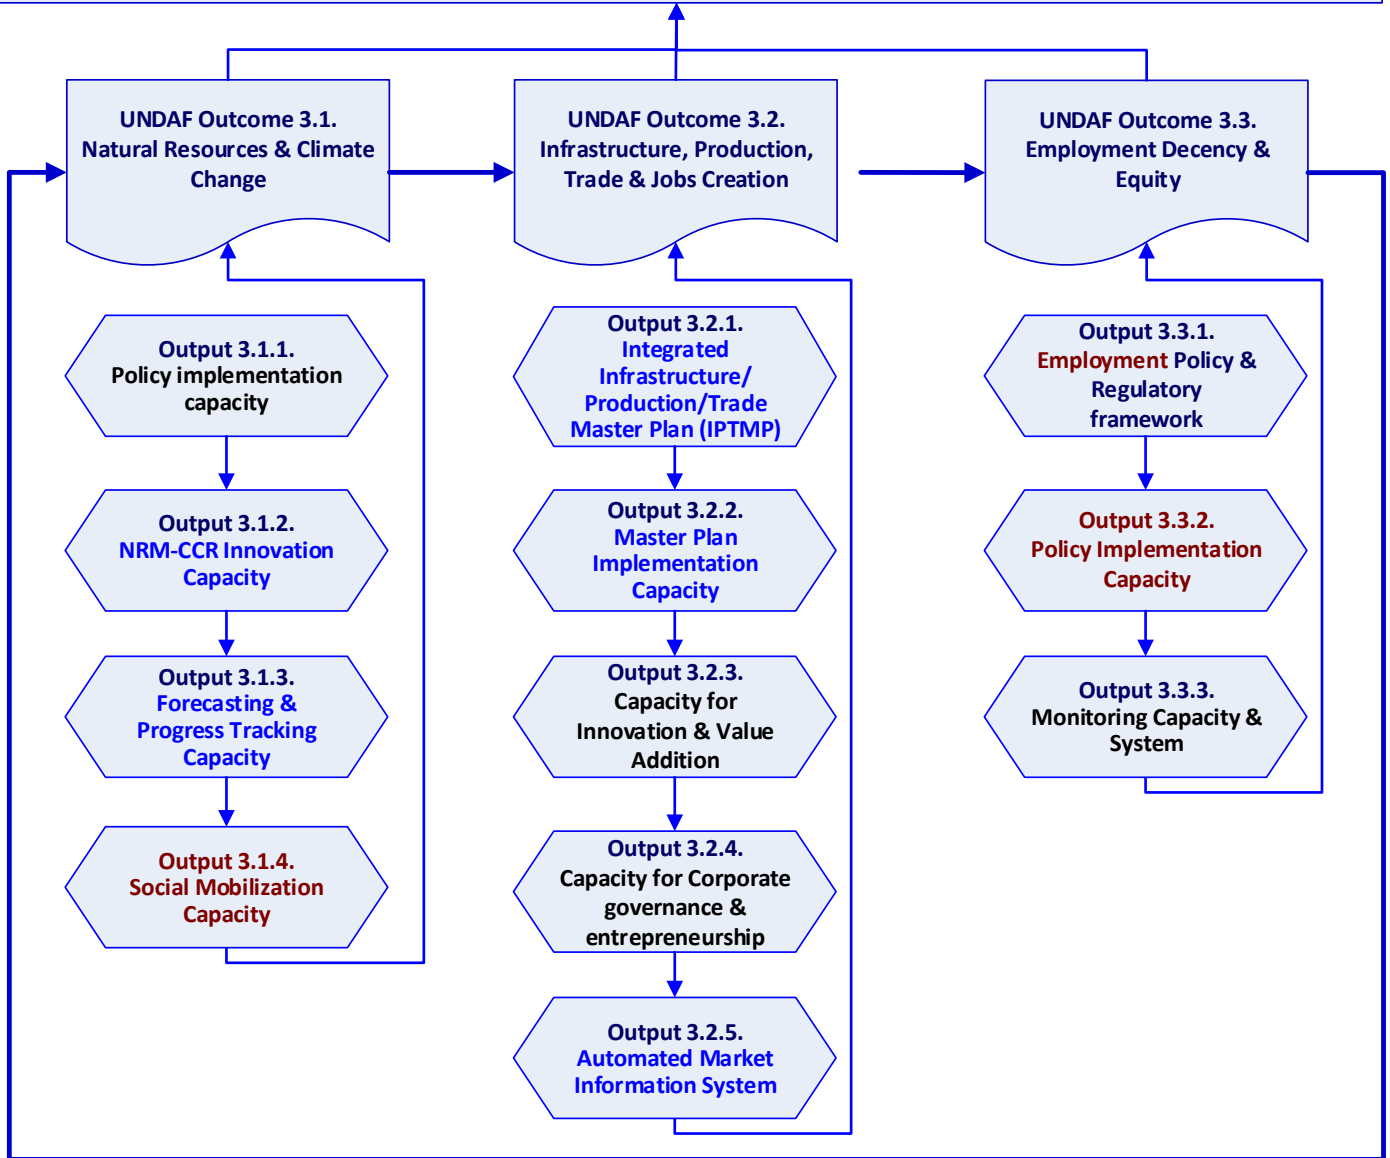 UNDAF Outcome 3.1.
Natural Resources & Climate
Change
UNDAF Outcome 3.2.
Infrastructure, Production,
Trade & Jobs Creation
UNDAF Outcome 3.3.
Employment Decency &
Equity
Output 3.1.1.
Policy implementation
capacity
Output 3.1.2.
NRM-CCR Innovation
Capacity
Output 3.1.3.
Forecasting &
Progress Tracking
Capacity
Output 3.1.4.
Social Mobilization
Capacity
Output 3.2.1.
Integrated
Infrastructure/
Production/Trade
Master Plan (IPTMP)
Output 3.2.2.
Master Plan
Implementation
Capacity
Output 3.2.3.
Capacity for
Innovation & Value
Addition
Output 3.2.4.
Capacity for Corporate
governance &
entrepreneurship
Output 3.2.5.
Automated Market
Information System
Output 3.3.1.
Employment Policy &
Regulatory
framework
Output 3.3.2.
Policy Implementation
Capacity
Output 3.3.3.
Monitoring Capacity &
System